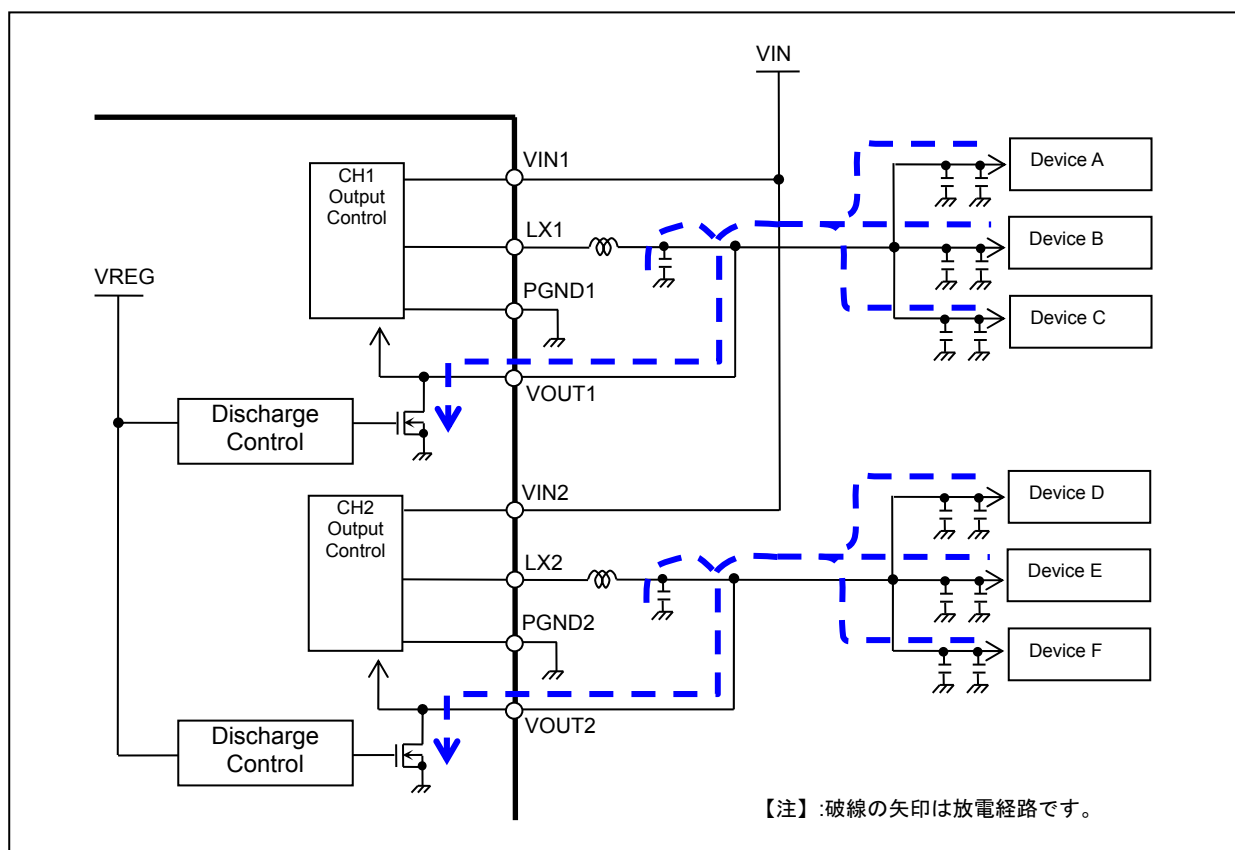 VIN
VIN1
CH1
Output
Control
Device A
LX1
Device B
VREG
PGND1
Device C
VOUT1
Discharge
Control
VIN2
CH2
Output
Control
Device D
LX2
Device E
PGND2
Device F
VOUT2
Discharge
Control
【注】:破線の矢印は放電経路です。